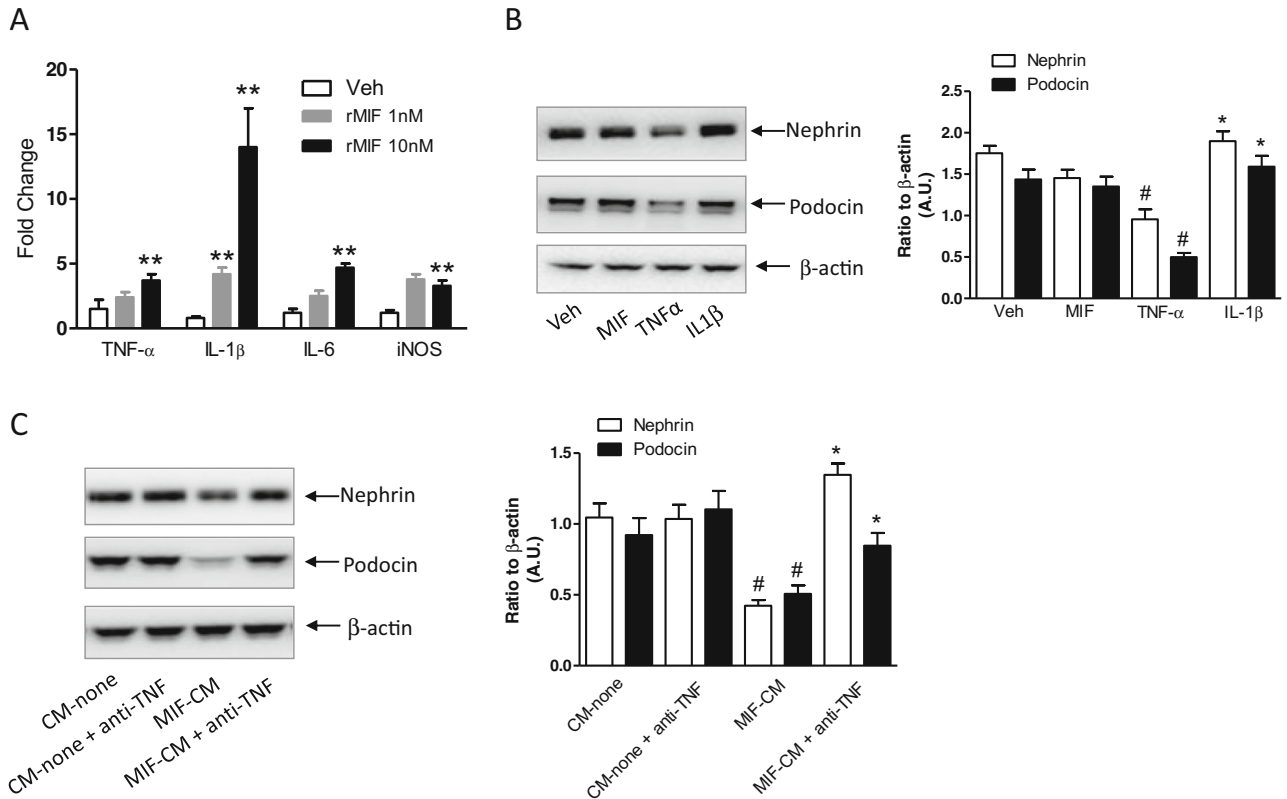 A
Fold Change
20
15
10
5
0
Veh
rMIF 1nM
rMIF 10nM
**
**
**
**
**
TNF-α
IL-1β
IL-6
iNOS
B
Nephrin
Podocin
β-actin
Veh
MIF
TNFα
IL1β
Nephrin
Podocin
Ratio to β-actin
(A.U.)
2.5
2.0
1.5
1.0
0.5
0.0
#
#
*
*
Veh
MIF
TNF-α
IL-1β
C
Nephrin
Podocin
β-actin
CM-none
CM-none + anti-TNF
MIF-CM
MIF-CM + anti-TNF
Nephrin
Podocin
Ratio to β-actin
(A.U.)
1.5
1.0
0.5
0.0
#
#
*
*
CM-none
CM-none + anti-TNF
MIF-CM
MIF-CM + anti-TNF